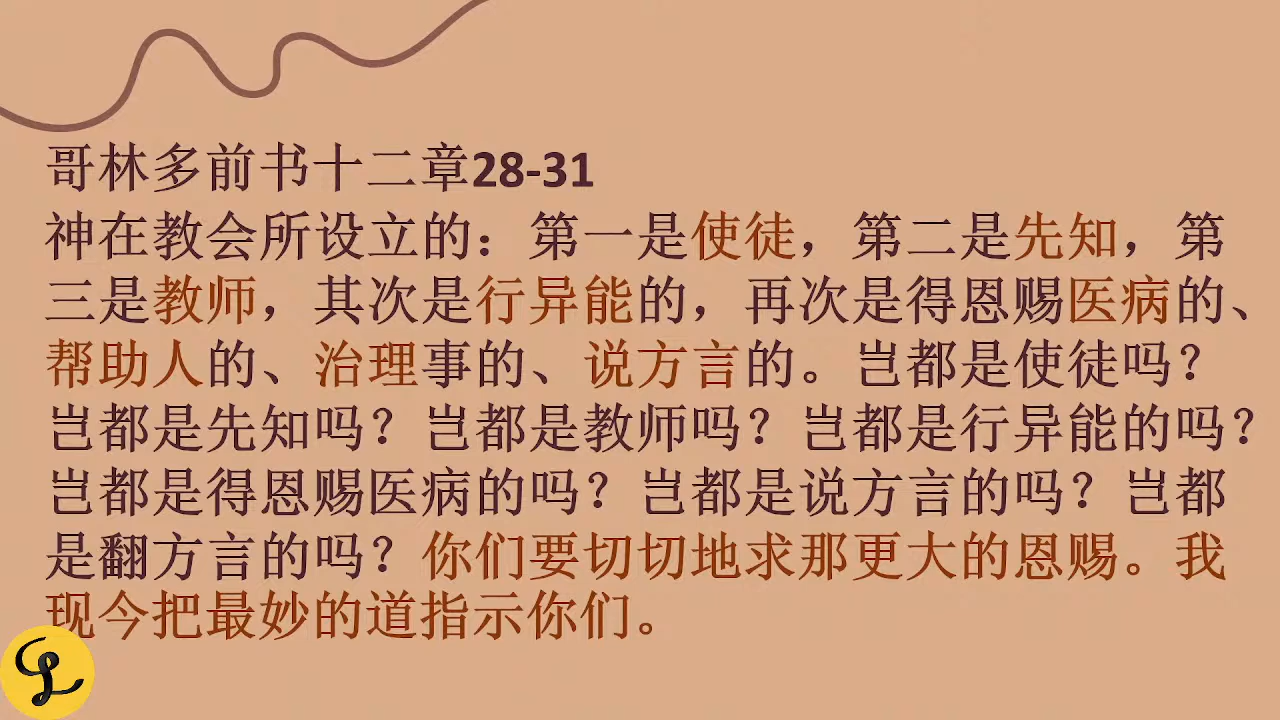 哥林多前书十二章28-31
神在教会所设立的：第一是使徒，第二是先知，第
三是教师，其次是行异能的，再次是得恩赐医病的、
帮助人的、治理事的、说方言的。岂都是使徒吗？
岂都是先知吗？岂都是教师吗？岂都是行异能的吗？
岂都是得恩赐医病的吗？岂都是说方言的吗？岂都
是翻方言的吗？你们要切切地求那更大的恩赐。我
现今把最妙的道指示你们。